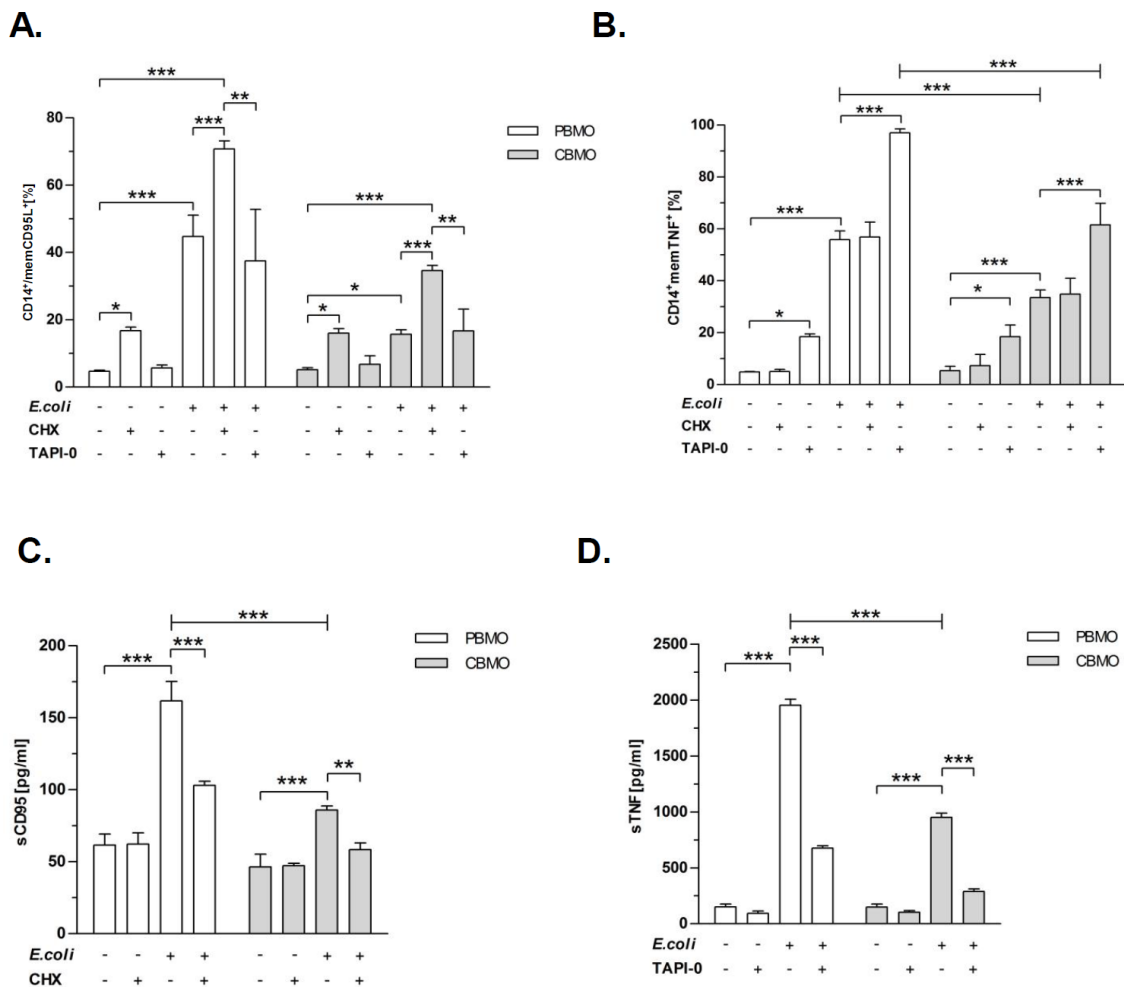 A.
***
**
***
***
*
80
60
40
20
0
CD14⁺/memCD95L⁺[%]
PBMO
CBMO
***
**
***
*
*
E.coli - - - + + + - - - + + +
CHX - + - - + - - + - - + -
TAPI-0 - - + - - + - - + - - +
B.
***
***
***
***
*
***
***
*
100
80
60
40
20
0
CD14⁺memTNF⁺ [%]
E.coli - - - + + + - - - + + +
CHX - + - - + - - + - - + -
TAPI-0 - - + - - + - - + - - +
C.
***
***
***
***
**
200
150
100
50
0
sCD95 [pg/ml]
PBMO
CBMO
E.coli - - + + - - + +
CHX - + - + - + - +
D.
***
***
***
***
***
2500
2000
1500
1000
500
0
sTNF[pg/ml]
PBMO
CBMO
E.coli - - + + - - + +
TAPI-0 - + - + - + - +